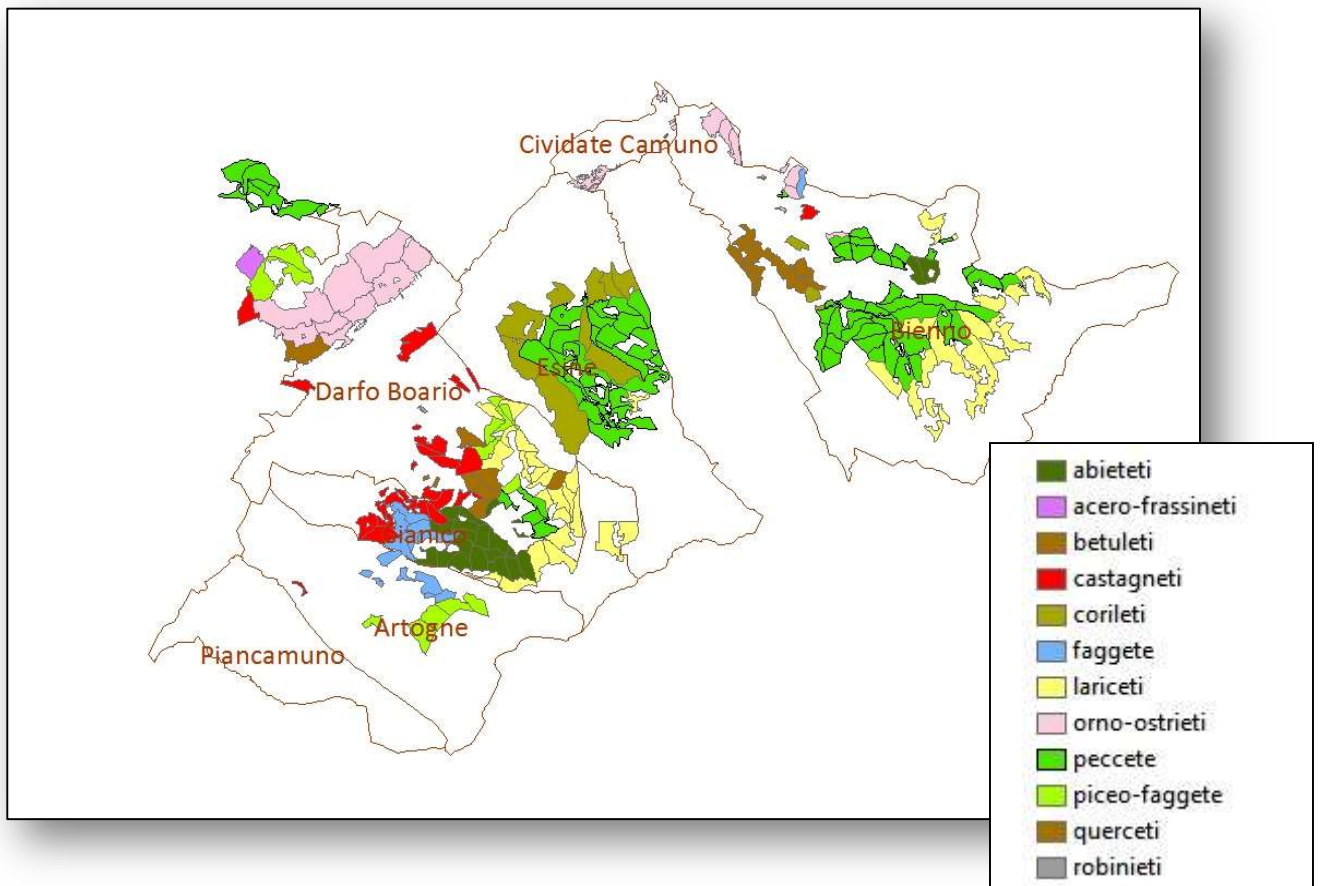 Cividate Camuno
Bienno
Esine
Darfo Boario
Gianico
Artogne
Piancamuno
abieteti
acero-frassineti
betuleti
castagneti
corileti
faggete
lariceti
orno-ostrieti
peccete
piceo-faggete
querceti
robinieti